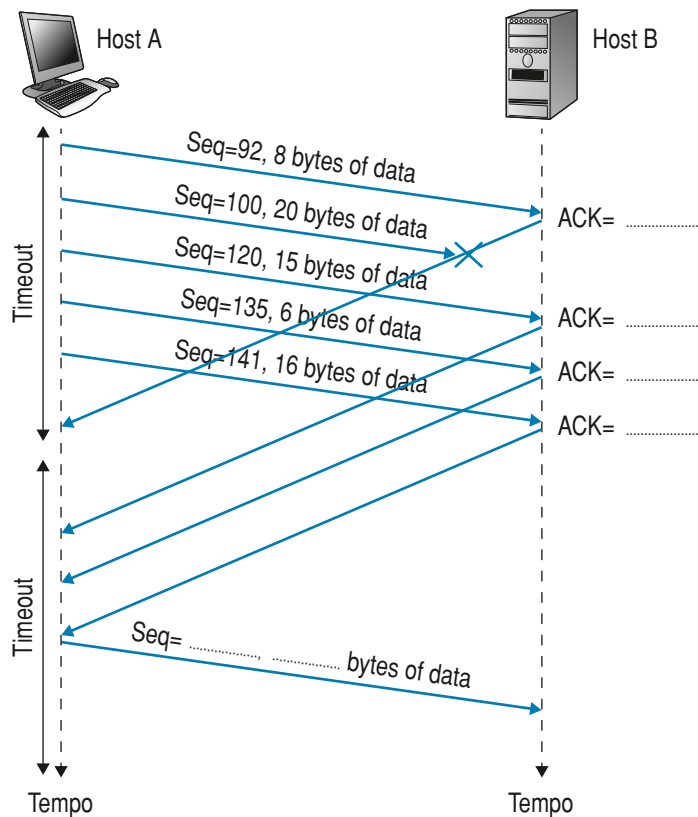 Host A
Host B
Seq=92, 8 bytes of data
ACK= ....................
Seq=100, 20 bytes of data
Seq=120, 15 bytes of data
ACK= ....................
Seq=135, 6 bytes of data
ACK= ....................
Seq=141, 16 bytes of data
ACK= ....................
Timeout
Timeout
Seq= ..............., ................ bytes of data
Tempo
Tempo